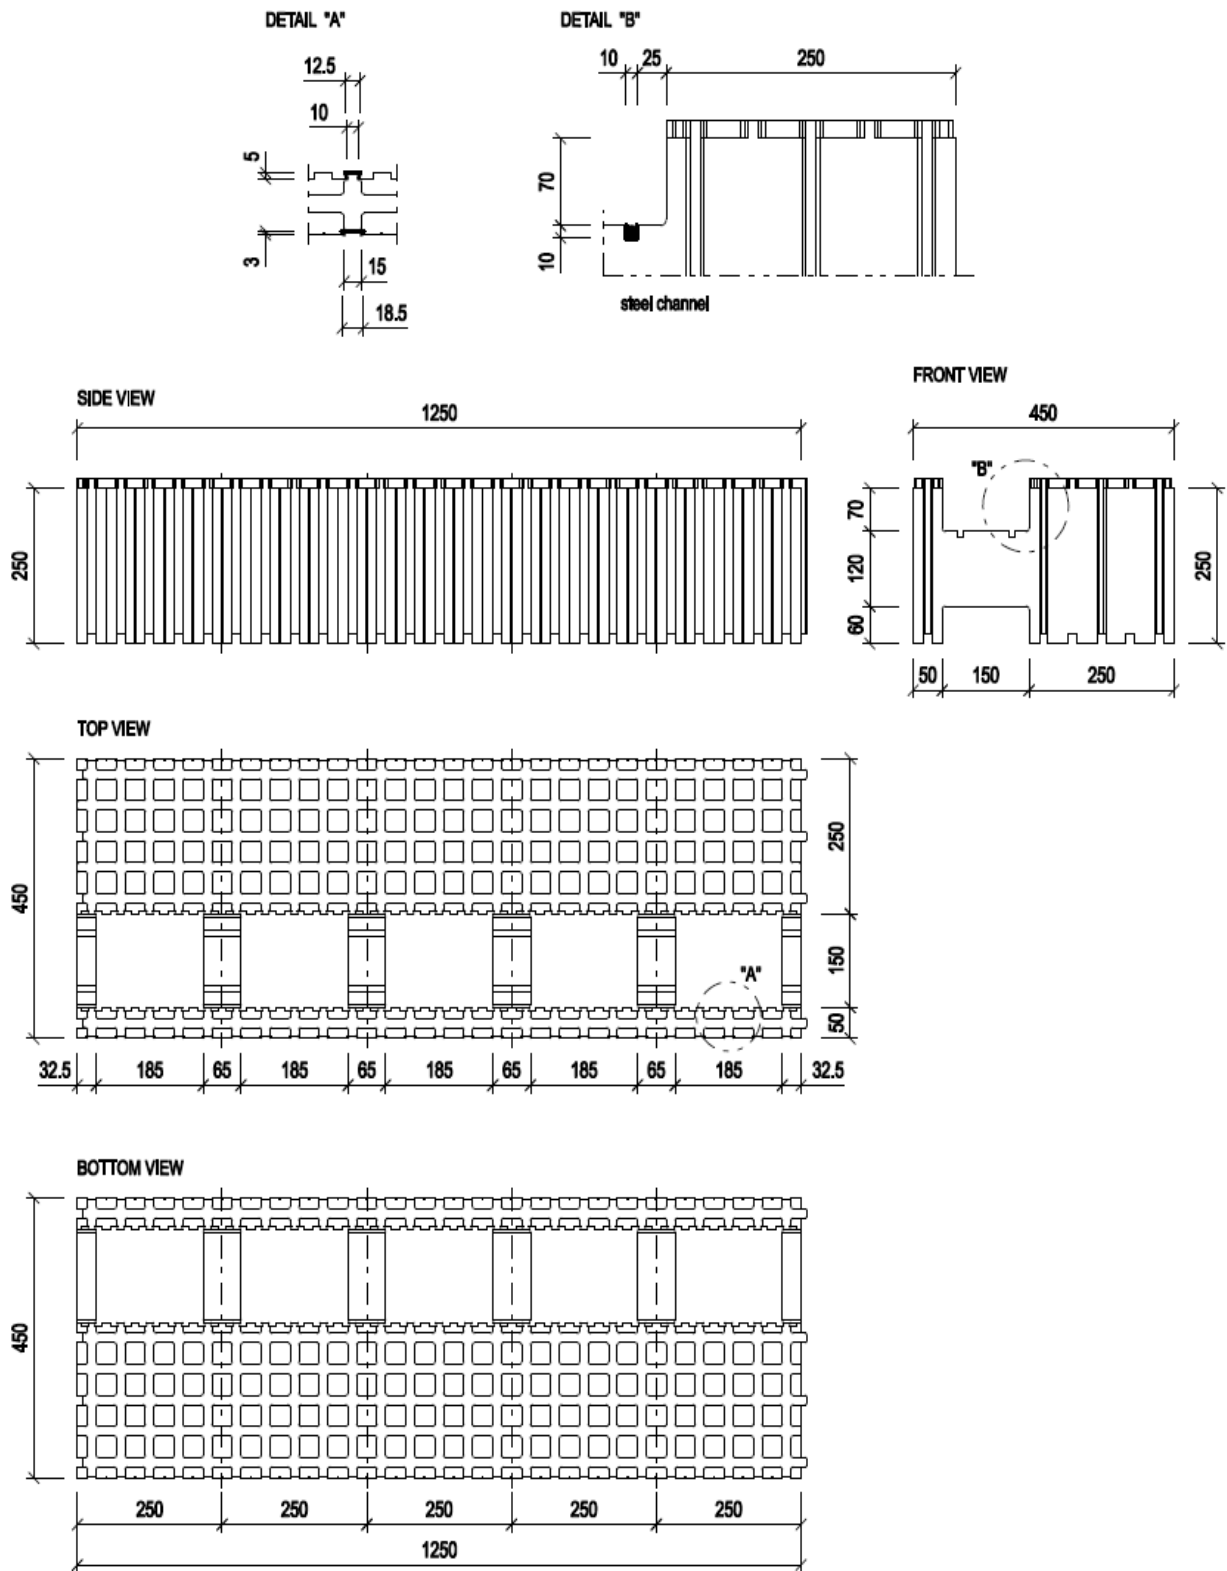 DETAIL "A"
DETAIL "B"
12.5
10
5
3
15
18.5
10 25 250
70
10
steel channel
SIDE VIEW
1250
250
FRONT VIEW
450
"B"
70
120
60
250
50 150 250
TOP VIEW
450
250
150
50
"A"
32.5 185 65 185 65 185 65 185 65 185 32.5
BOTTOM VIEW
450
250 250 250 250 250
1250